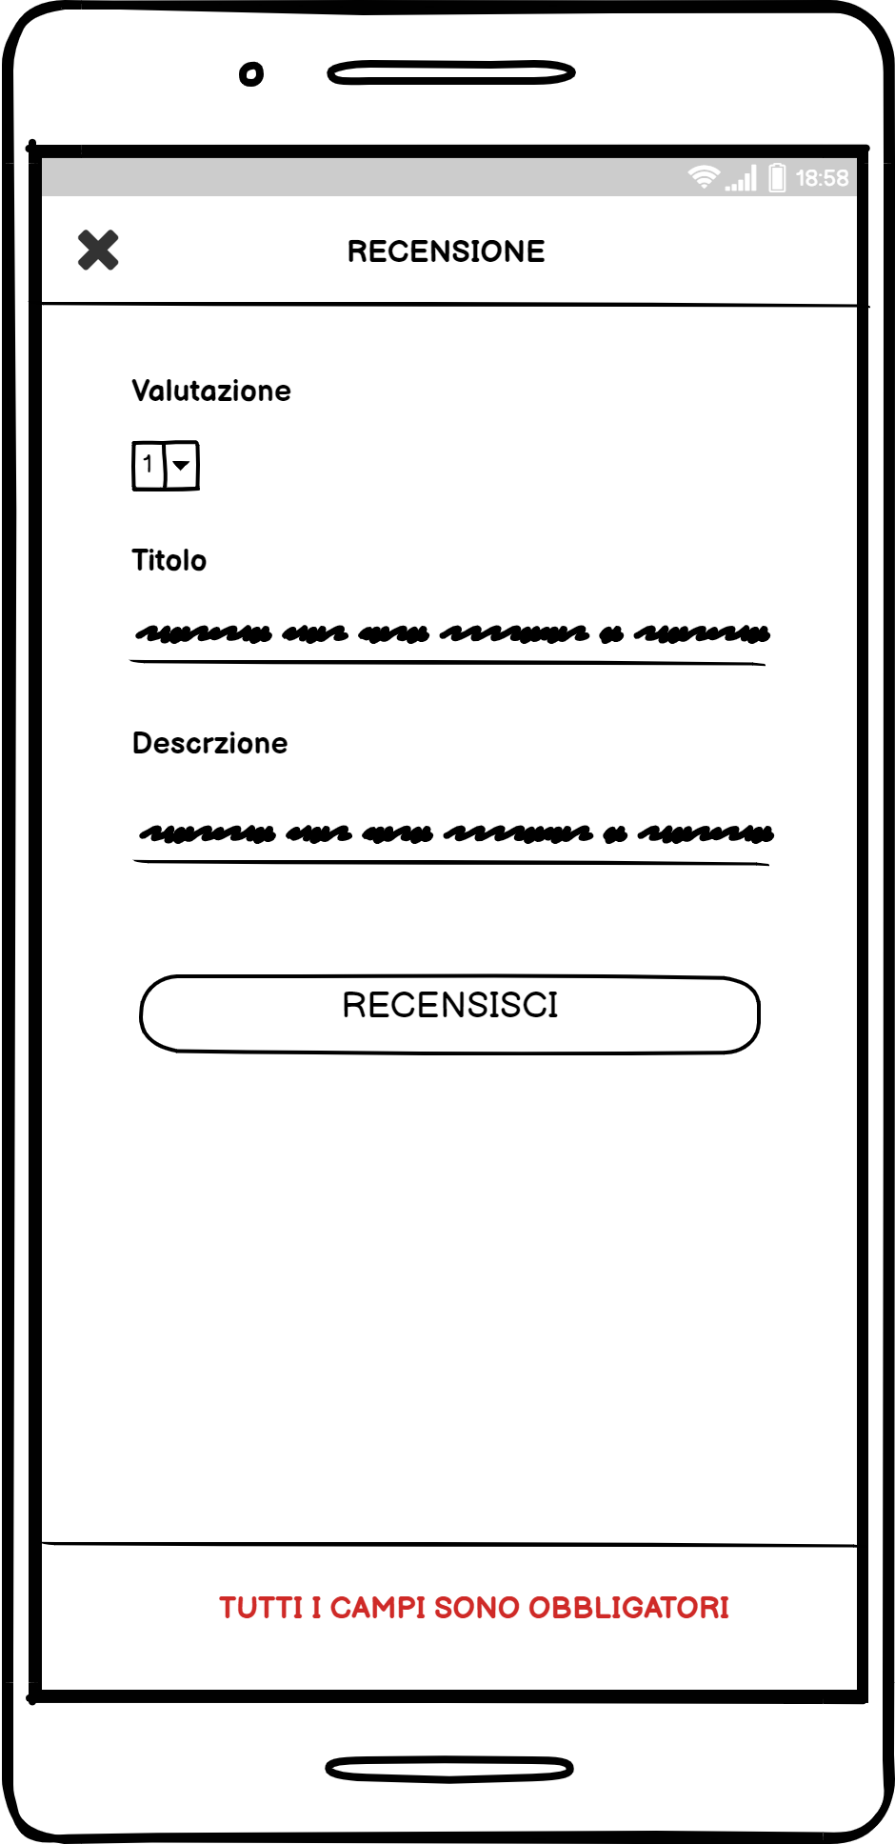 18:58
RECENSIONE
Valutazione
1
Titolo
Descrzione
RECENSISCI
TUTTI I CAMPI SONO OBBLIGATORI